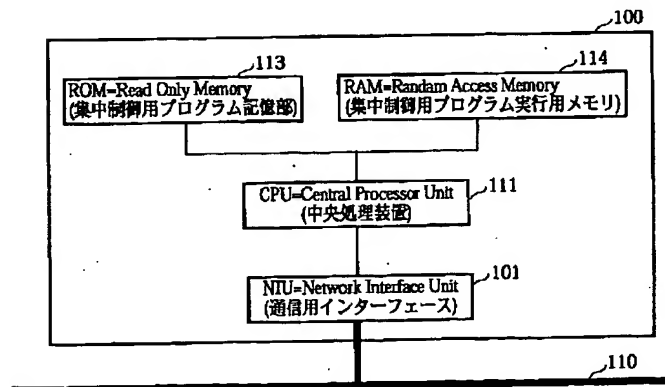 100
113
114
ROM=Read Only Memory
(集中制御用プログラム記憶部)
RAM=Randam Access Memory
(集中制御用プログラム実行用メモリ)
CPU=Central Processor Unit
(中央処理装置)
111
NIU=Network Interface Unit
(通信用インターフェース)
101
110